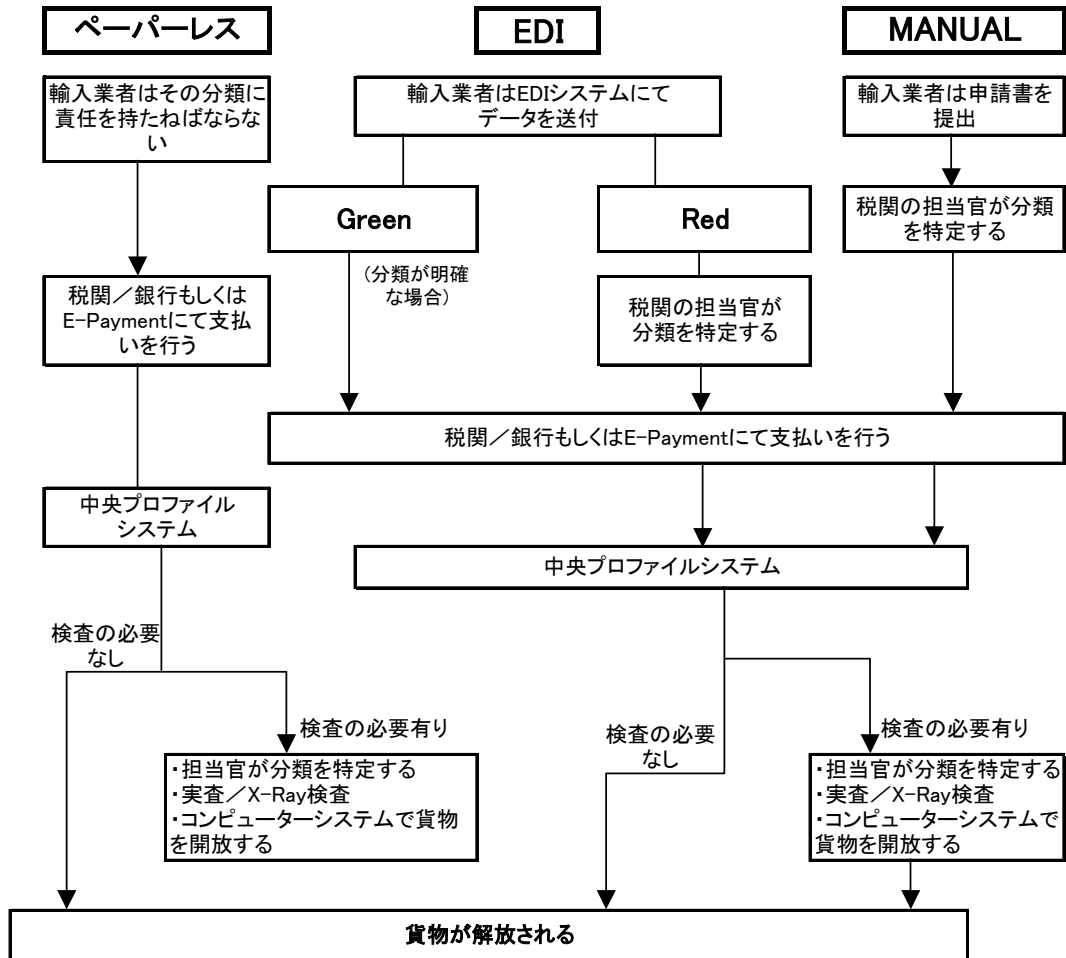 ペーパーレス
EDI
MANUAL
輸入業者はその分類に
責任を持たねばならな
い
輸入業者はEDIシステムにて
データを送付
輸入業者は申請書を
提出
Green
Red
税関の担当官が分類
を特定する
(分類が明確
な場合)
税関／銀行もしくは
E-Paymentにて支払
いを行う
税関の担当官が
分類を特定する
税関／銀行もしくはE-Paymentにて支払いを行う
中央プロファイル
システム
中央プロファイルシステム
検査の必要
なし
検査の必要有り
・担当官が分類を特定する
・実査／X-Ray検査
・コンピューターシステムで貨物
を開放する
検査の必要
なし
検査の必要有り
・担当官が分類を特定する
・実査／X-Ray検査
・コンピューターシステムで
貨物を開放する
貨物が解放される